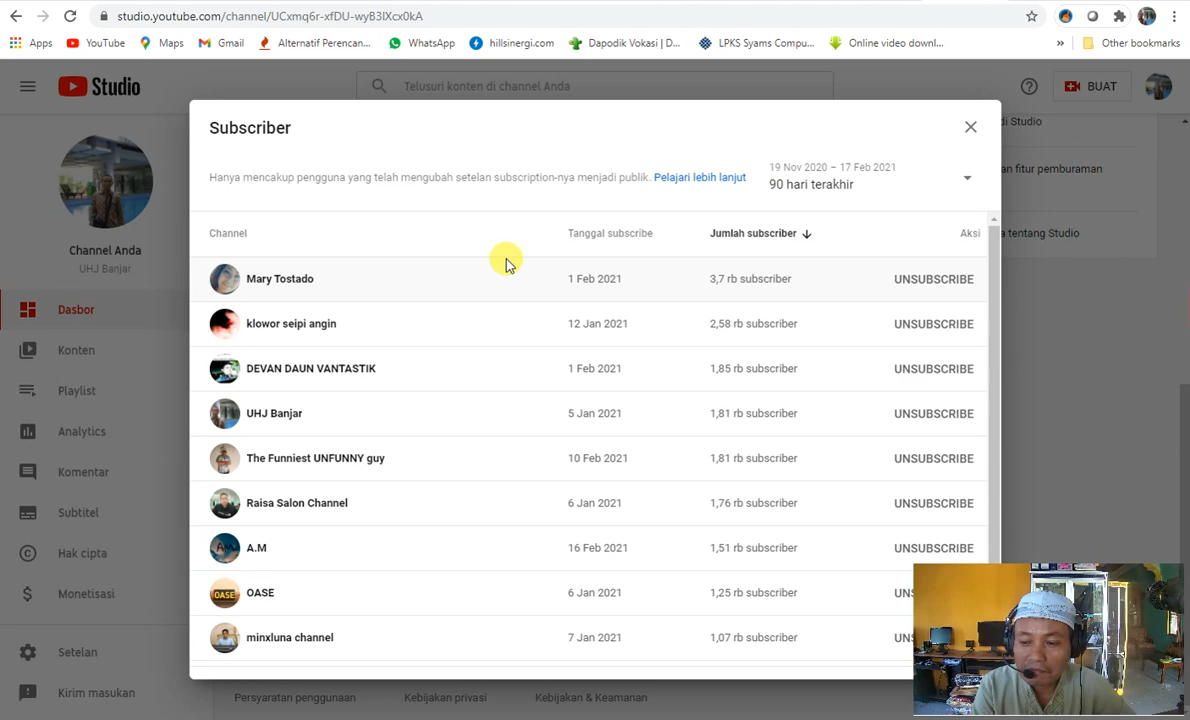 studio.youtube.com/channel/UCxmq6r-xfDU-wyB3lXcx0kA
Apps YouTube Maps Gmail Alternatif Perencan... WhatsApp hillsinergi.com Dapodik Vokasi | D... LPKS Syams Compu... Online video downl... » Other bookmarks
Studio
Telusuri konten di channel Anda
BUAT
Channel Anda
UHJ Banjar
Dasbor
Konten
Playlist
Analytics
Komentar
Subtitel
Hak cipta
Monetisasi
Setelan
Kirim masukan
Subscriber
Hanya mencakup pengguna yang telah mengubah setelan subscription-nya menjadi publik. Pelajari lebih lanjut
19 Nov 2020 – 17 Feb 2021
90 hari terakhir
Channel Tanggal subscribe Jumlah subscriber Aksi
Mary Tostado 1 Feb 2021 3,7 rb subscriber UNSUBSCRIBE
klowor seipi angin 12 Jan 2021 2,58 rb subscriber UNSUBSCRIBE
DEVAN DAUN VANTASTIK 1 Feb 2021 1,85 rb subscriber UNSUBSCRIBE
UHJ Banjar 5 Jan 2021 1,81 rb subscriber UNSUBSCRIBE
The Funniest UNFUNNY guy 10 Feb 2021 1,81 rb subscriber UNSUBSCRIBE
Raisa Salon Channel 6 Jan 2021 1,76 rb subscriber UNSUBSCRIBE
A.M 16 Feb 2021 1,51 rb subscriber UNSUBSCRIBE
OASE OASE 6 Jan 2021 1,25 rb subscriber UNS
minxluna channel 7 Jan 2021 1,07 rb subscriber UNS
di Studio
an fitur pemburaman
a tentang Studio
Persyaratan penggunaan Kebijakan privasi Kebijakan & Keamanan